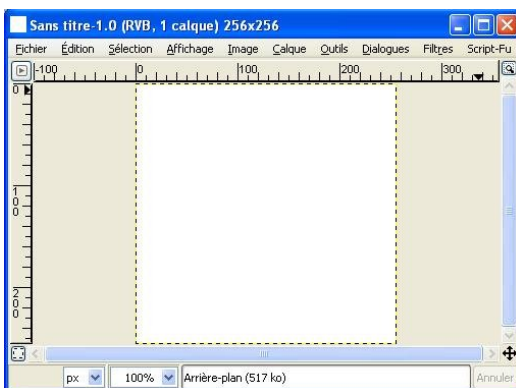 Sans titre-1.0 (RVB, 1 calque) 256x256
Fichier Édition Sélection Affichage Image Calque Outils Dialogues Filtres Script-Fu
-100 0 100 200 300
0
100
200
px 100% Arrière-plan (517 ko) Annuler